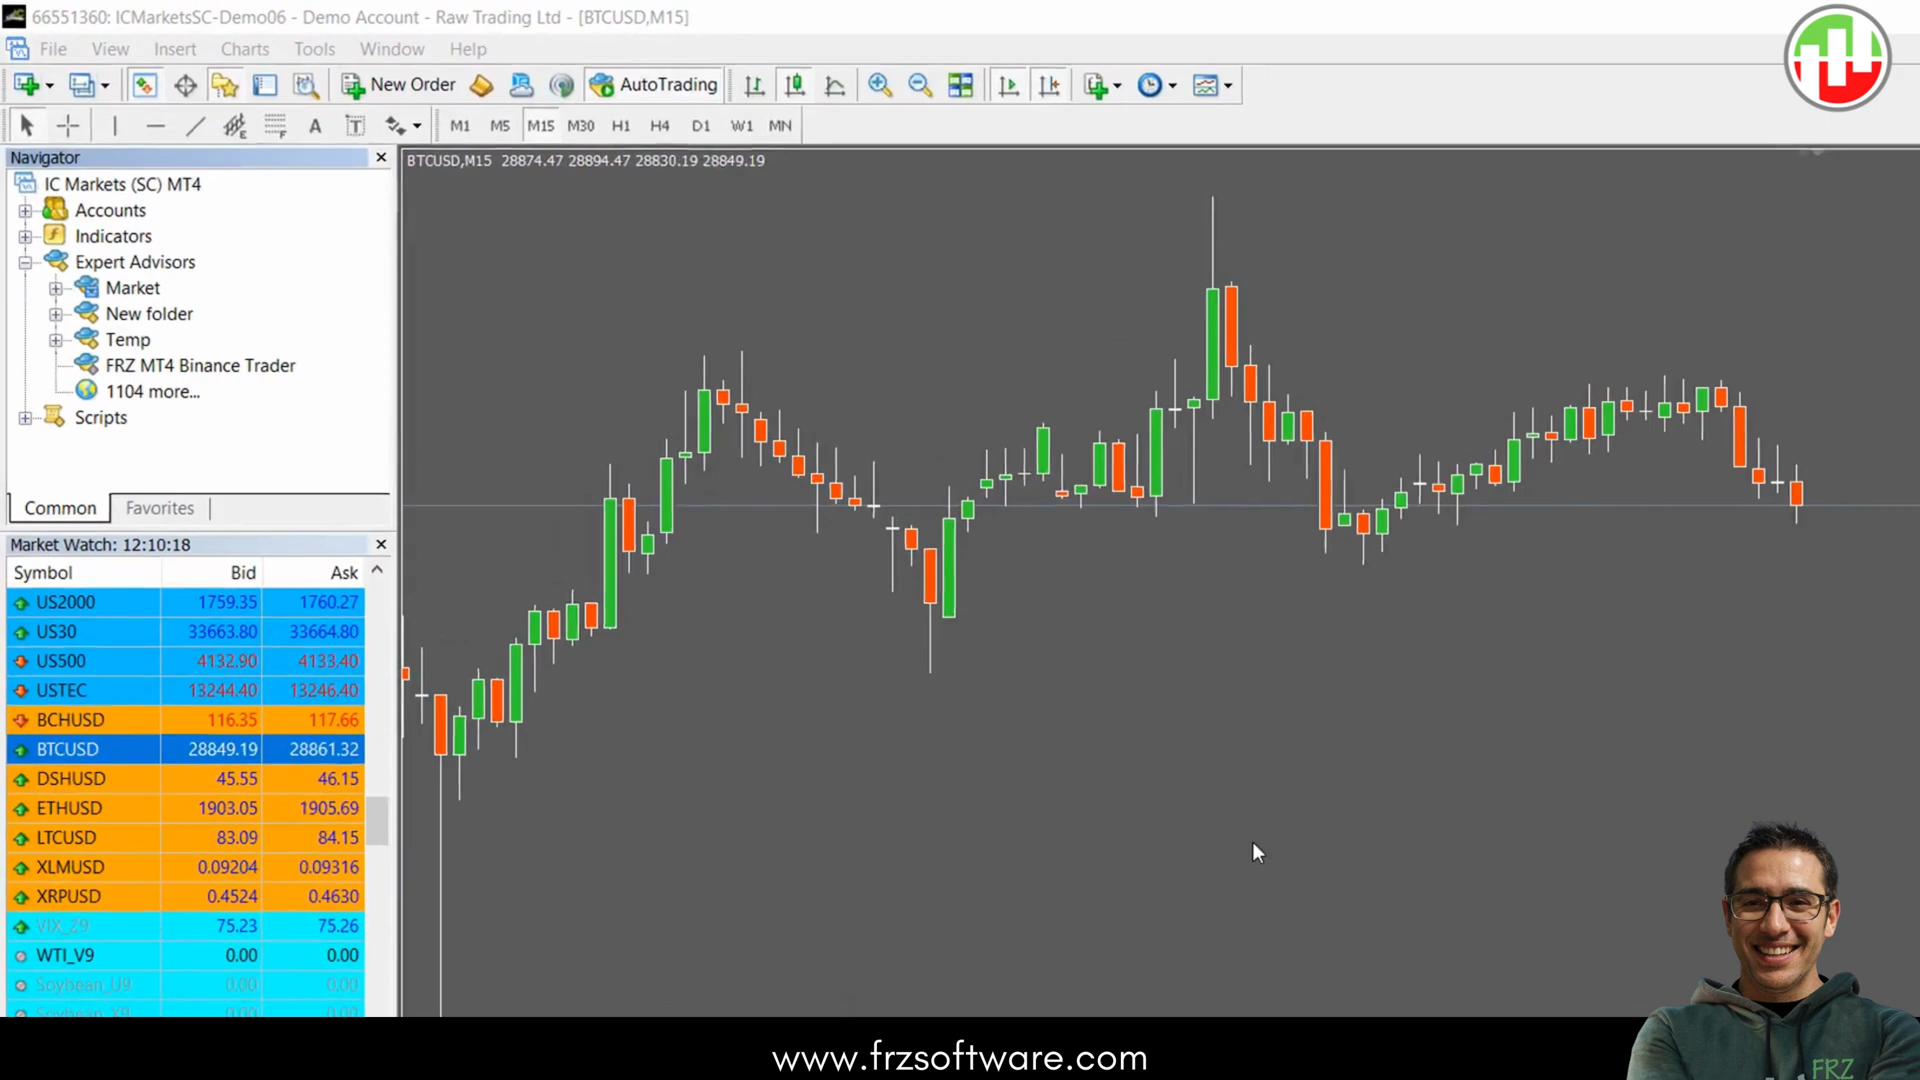 66551360: ICMarketsSC-Demo06 - Demo Account - Raw Trading Ltd - [BTCUSD,M15]
File View Insert Charts Tools Window Help
New Order AutoTrading
A T M1 M5 M15 M30 H1 H4 D1 W1 MN
Navigator
IC Markets (SC) MT4
Accounts
Indicators
Expert Advisors
Market
New folder
Temp
FRZ MT4 Binance Trader
1104 more...
Scripts
Common Favorites
BTCUSD,M15 28874.47 28894.47 28830.19 28849.19
Market Watch: 12:10:18
Symbol Bid Ask
US2000 1759.35 1760.27
US30 33663.80 33664.80
US500 4132.90 4133.40
USTEC 13244.40 13246.40
BCHUSD 116.35 117.66
BTCUSD 28849.19 28861.32
DSHUSD 45.55 46.15
ETHUSD 1903.05 1905.69
LTCUSD 83.09 84.15
XLMUSD 0.09204 0.09316
XRPUSD 0.4524 0.4630
VIX_Z9 75.23 75.26
WTI_V9 0.00 0.00
Soybean_U9 0.00 0.00
www.frzsoftware.com
FRZ